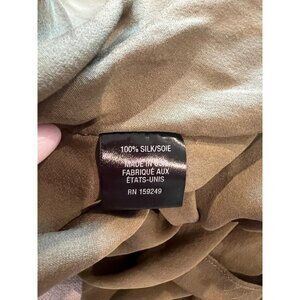 100% SILK/SOIE
MADE IN USA
FABRIQUÉ AUX
ÉTATS-UNIS
RN 159249